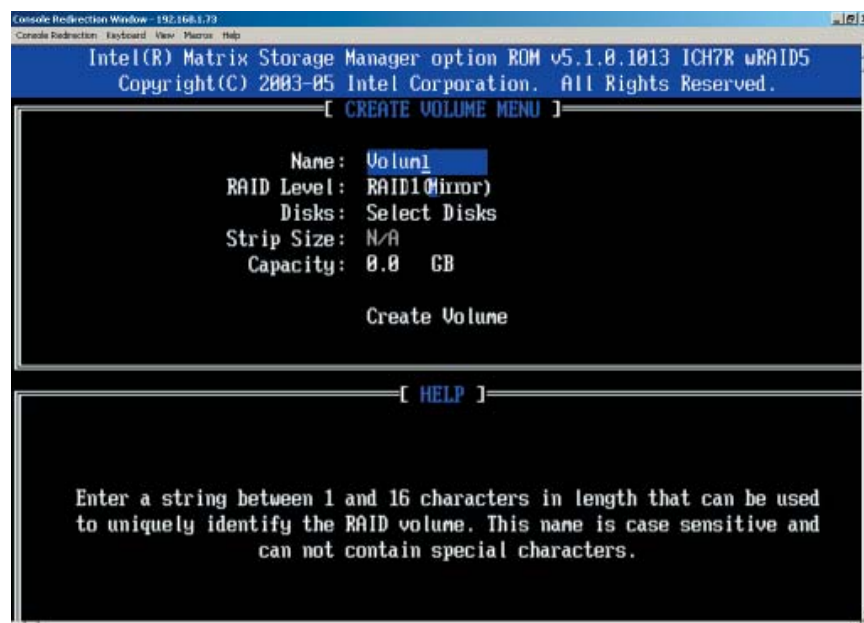 Console Redirection Window - 192.168.1.73
Console Redirection Keyboard View Macros Help
Intel(R) Matrix Storage Manager option ROM v5.1.0.1013 ICH7R wRAID5
Copyright(C) 2003-05 Intel Corporation. All Rights Reserved.
[ CREATE VOLUME MENU ]
Name: Volum1
RAID Level: RAID1(Mirror)
Disks: Select Disks
Strip Size: N/A
Capacity: 0.0 GB
Create Volume
[ HELP ]
Enter a string between 1 and 16 characters in length that can be used
to uniquely identify the RAID volume. This name is case sensitive and
can not contain special characters.